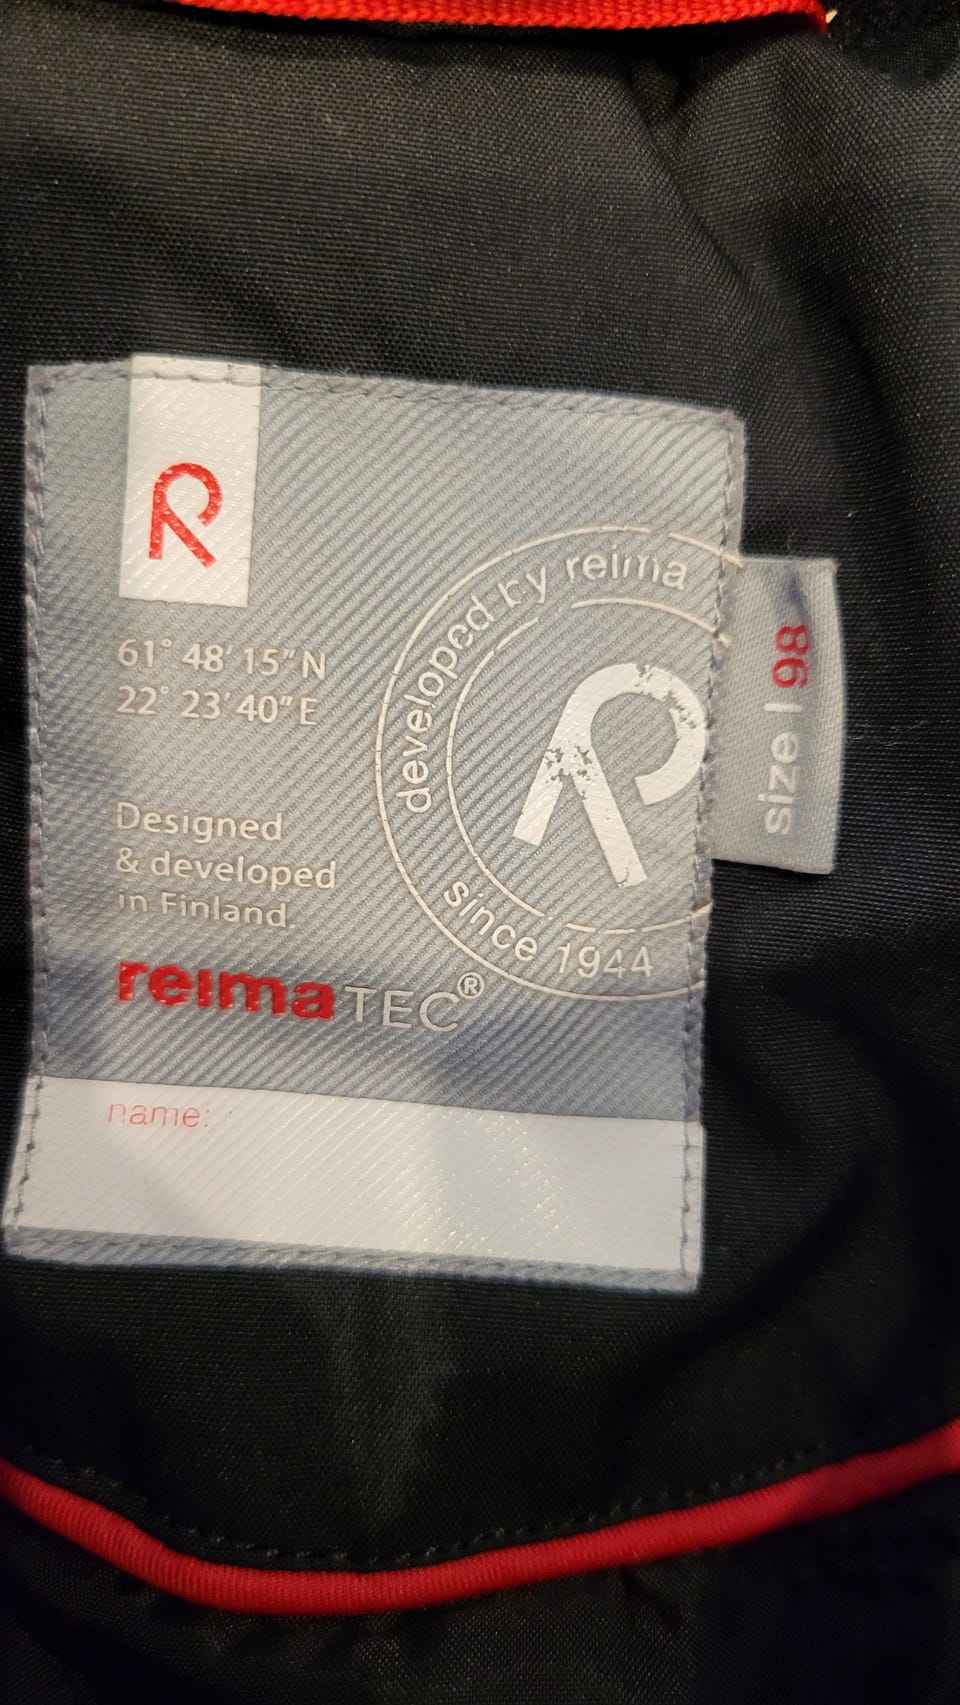 R
61° 48' 15" N
22° 23' 40" E
Designed
& developed
in Finland.
reimaTEC®
developed by reima
R
since 1944
size | 98
name: